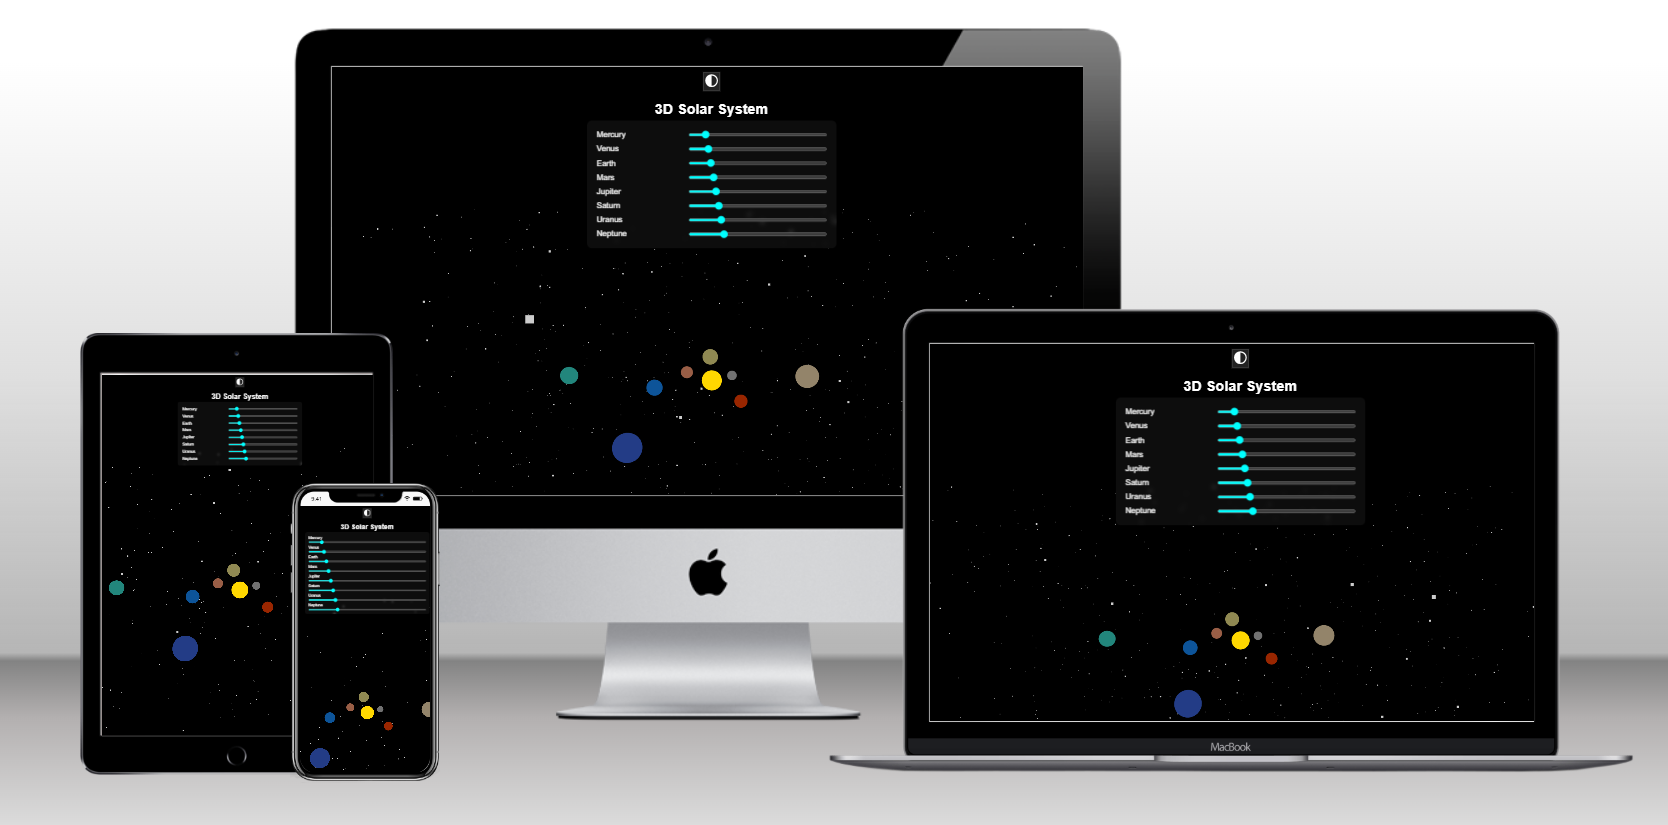 3D Solar System
Mercury
Venus
Earth
Mars
Jupiter
Saturn
Uranus
Neptune
3D Solar System
Mercury
Venus
Earth
Mars
Jupiter
Saturn
Uranus
Neptune
9:41
3D Solar System
Mercury
Venus
Earth
Mars
Jupiter
Saturn
Uranus
Neptune
3D Solar System
Mercury
Venus
Earth
Mars
Jupiter
Saturn
Uranus
Neptune
MacBook